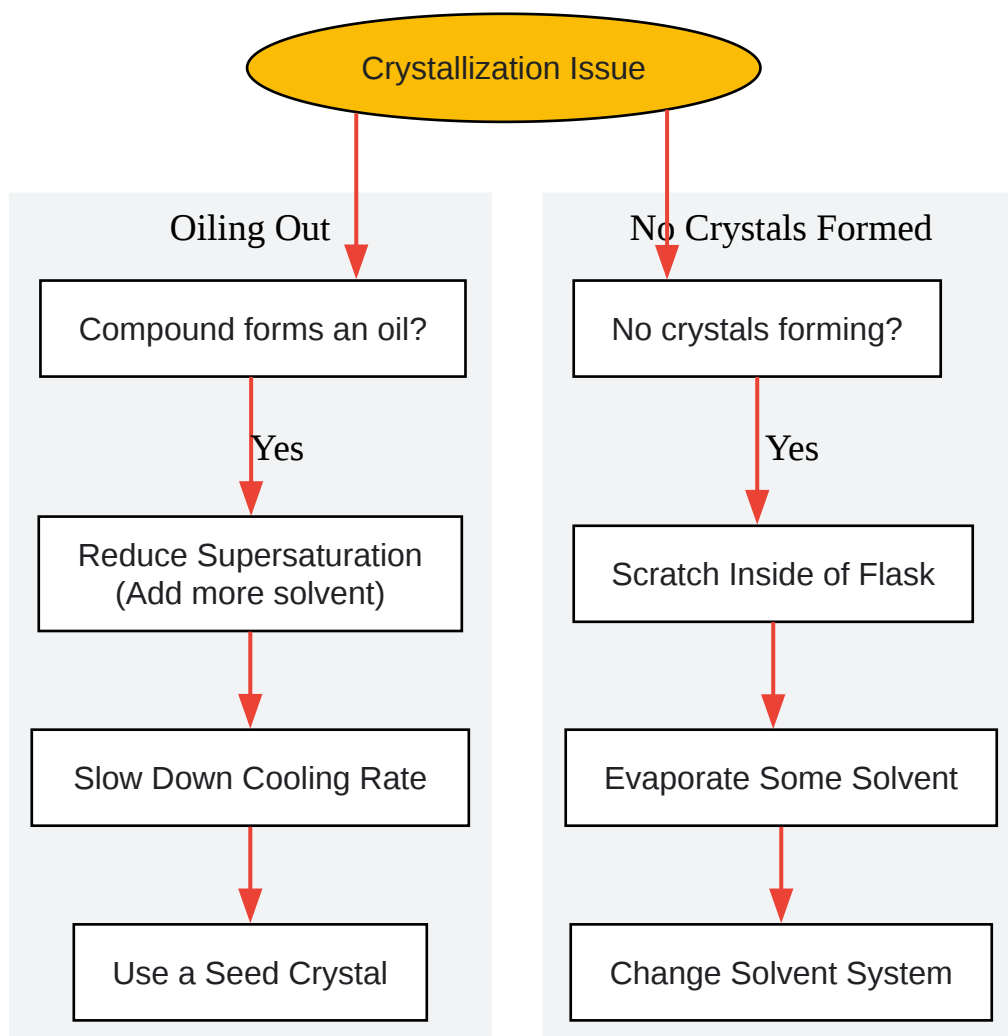 Crystallization Issue
Oiling Out
No Crystals Formed
Compound forms an oil?
No crystals forming?
Yes
Yes
Reduce Supersaturation
(Add more solvent)
Scratch Inside of Flask
Slow Down Cooling Rate
Evaporate Some Solvent
Use a Seed Crystal
Change Solvent System